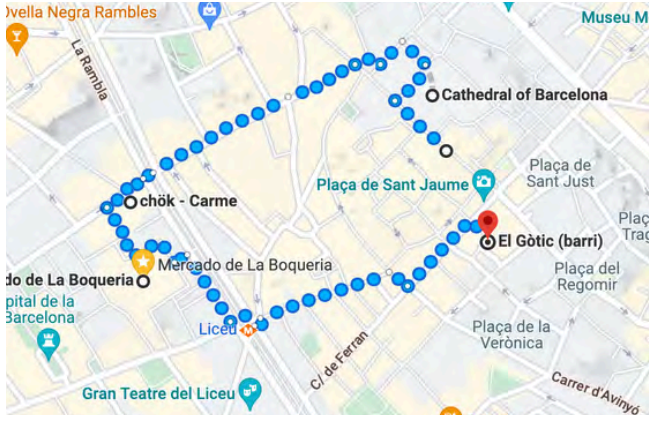 Ovella Negra Rambles
Museu M
La Rambla
Cathedral of Barcelona
Plaça de
Sant Just
Plaça de Sant Jaume
chök - Carme
Plaç
Trag
El Gòtic (barri)
Mercado de La Boqueria
do de La Boqueria
Plaça del
Regomir
pital de la
Barcelona
Liceu
M
Plaça de la
Verònica
C/ de Ferran
Gran Teatre del Liceu
Carrer d'Avinyó